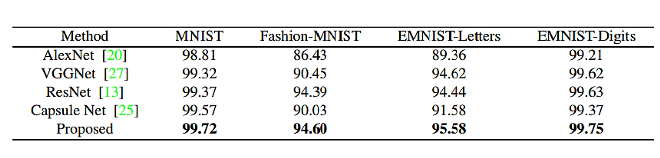 Method MNIST Fashion-MNIST EMNIST-Letters EMNIST-Digits
AlexNet [20] 98.81 86.43 89.36 99.21
VGGNet [27] 99.32 90.45 94.62 99.62
ResNet [13] 99.37 94.39 94.44 99.63
Capsule Net [25] 99.57 90.03 91.58 99.37
Proposed 99.72 94.60 95.58 99.75